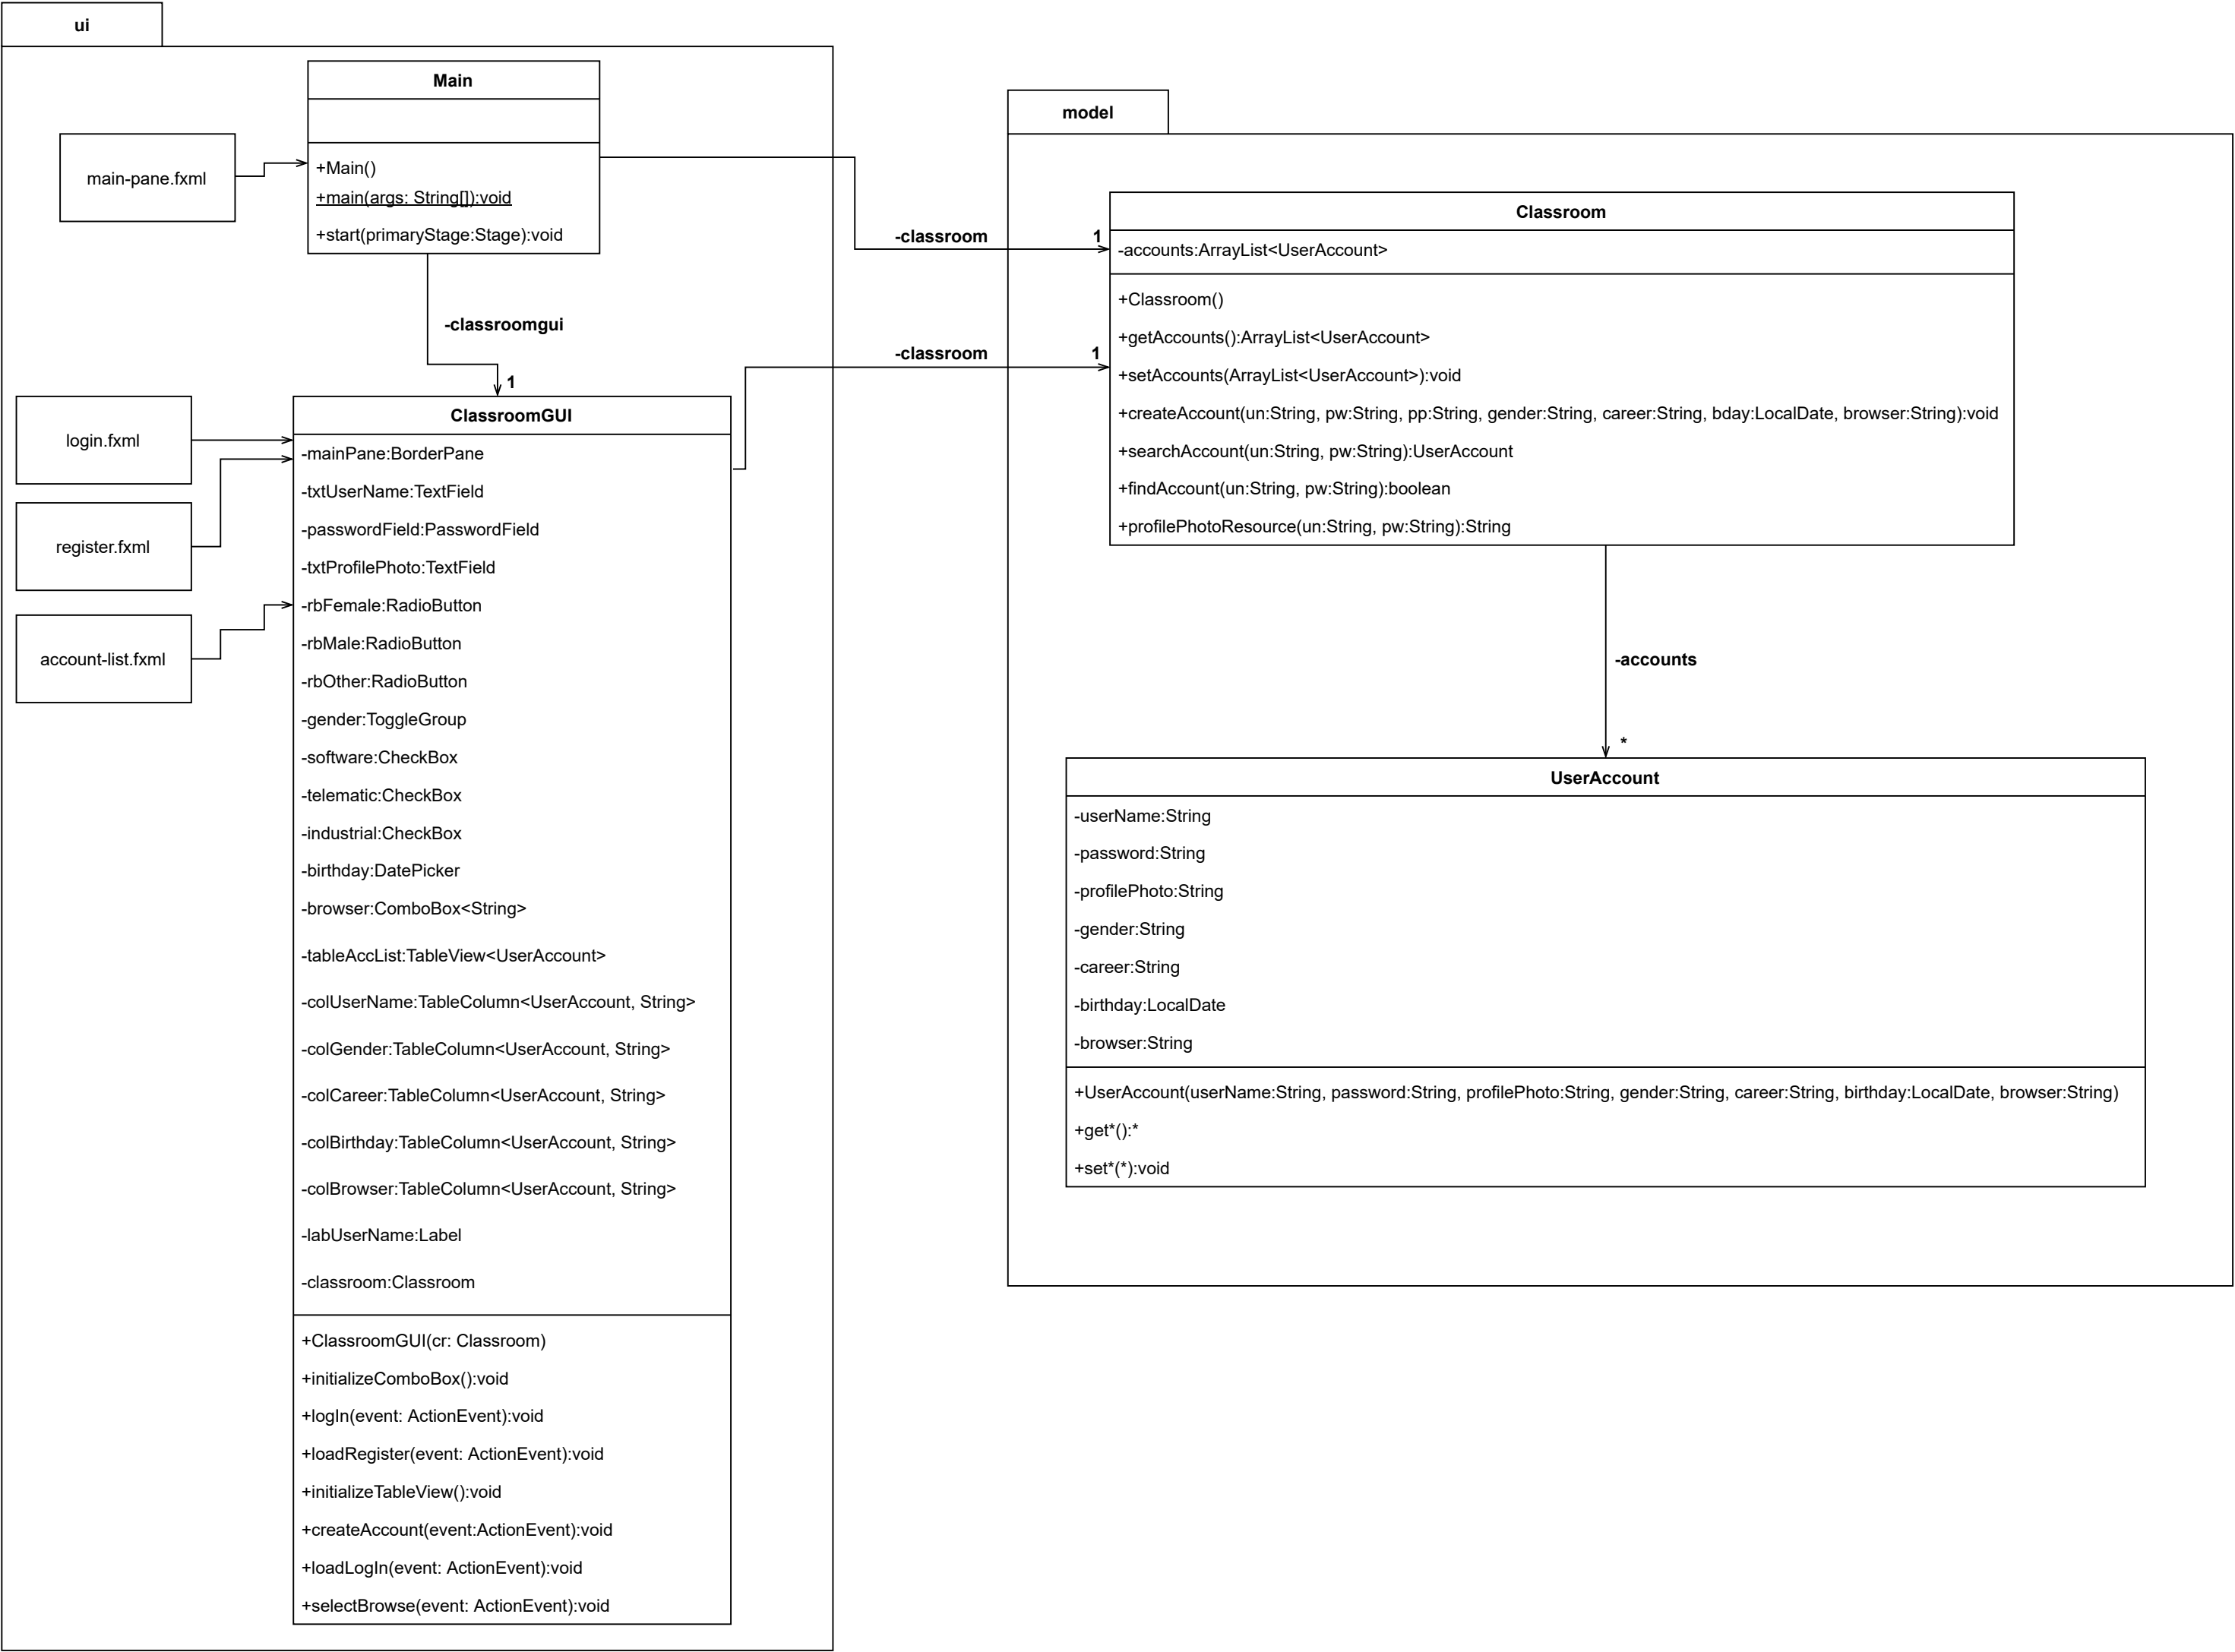 ui
Main
+Main()
+main(args: String[]):void
+start(primaryStage:Stage):void
main-pane.fxml
-classroomgui
1
login.fxml
register.fxml
account-list.fxml
ClassroomGUI
-mainPane:BorderPane
-txtUserName:TextField
-passwordField:PasswordField
-txtProfilePhoto:TextField
-rbFemale:RadioButton
-rbMale:RadioButton
-rbOther:RadioButton
-gender:ToggleGroup
-software:CheckBox
-telematic:CheckBox
-industrial:CheckBox
-birthday:DatePicker
-browser:ComboBox<String>
-tableAccList:TableView<UserAccount>
-colUserName:TableColumn<UserAccount, String>
-colGender:TableColumn<UserAccount, String>
-colCareer:TableColumn<UserAccount, String>
-colBirthday:TableColumn<UserAccount, String>
-colBrowser:TableColumn<UserAccount, String>
-labUserName:Label
-classroom:Classroom
+ClassroomGUI(cr: Classroom)
+initializeComboBox():void
+logIn(event: ActionEvent):void
+loadRegister(event: ActionEvent):void
+initializeTableView():void
+createAccount(event:ActionEvent):void
+loadLogIn(event: ActionEvent):void
+selectBrowse(event: ActionEvent):void
-classroom
1
-classroom
1
model
Classroom
-accounts:ArrayList<UserAccount>
+Classroom()
+getAccounts():ArrayList<UserAccount>
+setAccounts(ArrayList<UserAccount>):void
+createAccount(un:String, pw:String, pp:String, gender:String, career:String, bday:LocalDate, browser:String):void
+searchAccount(un:String, pw:String):UserAccount
+findAccount(un:String, pw:String):boolean
+profilePhotoResource(un:String, pw:String):String
-accounts
*
UserAccount
-userName:String
-password:String
-profilePhoto:String
-gender:String
-career:String
-birthday:LocalDate
-browser:String
+UserAccount(userName:String, password:String, profilePhoto:String, gender:String, career:String, birthday:LocalDate, browser:String)
+get*():*
+set*(*):void